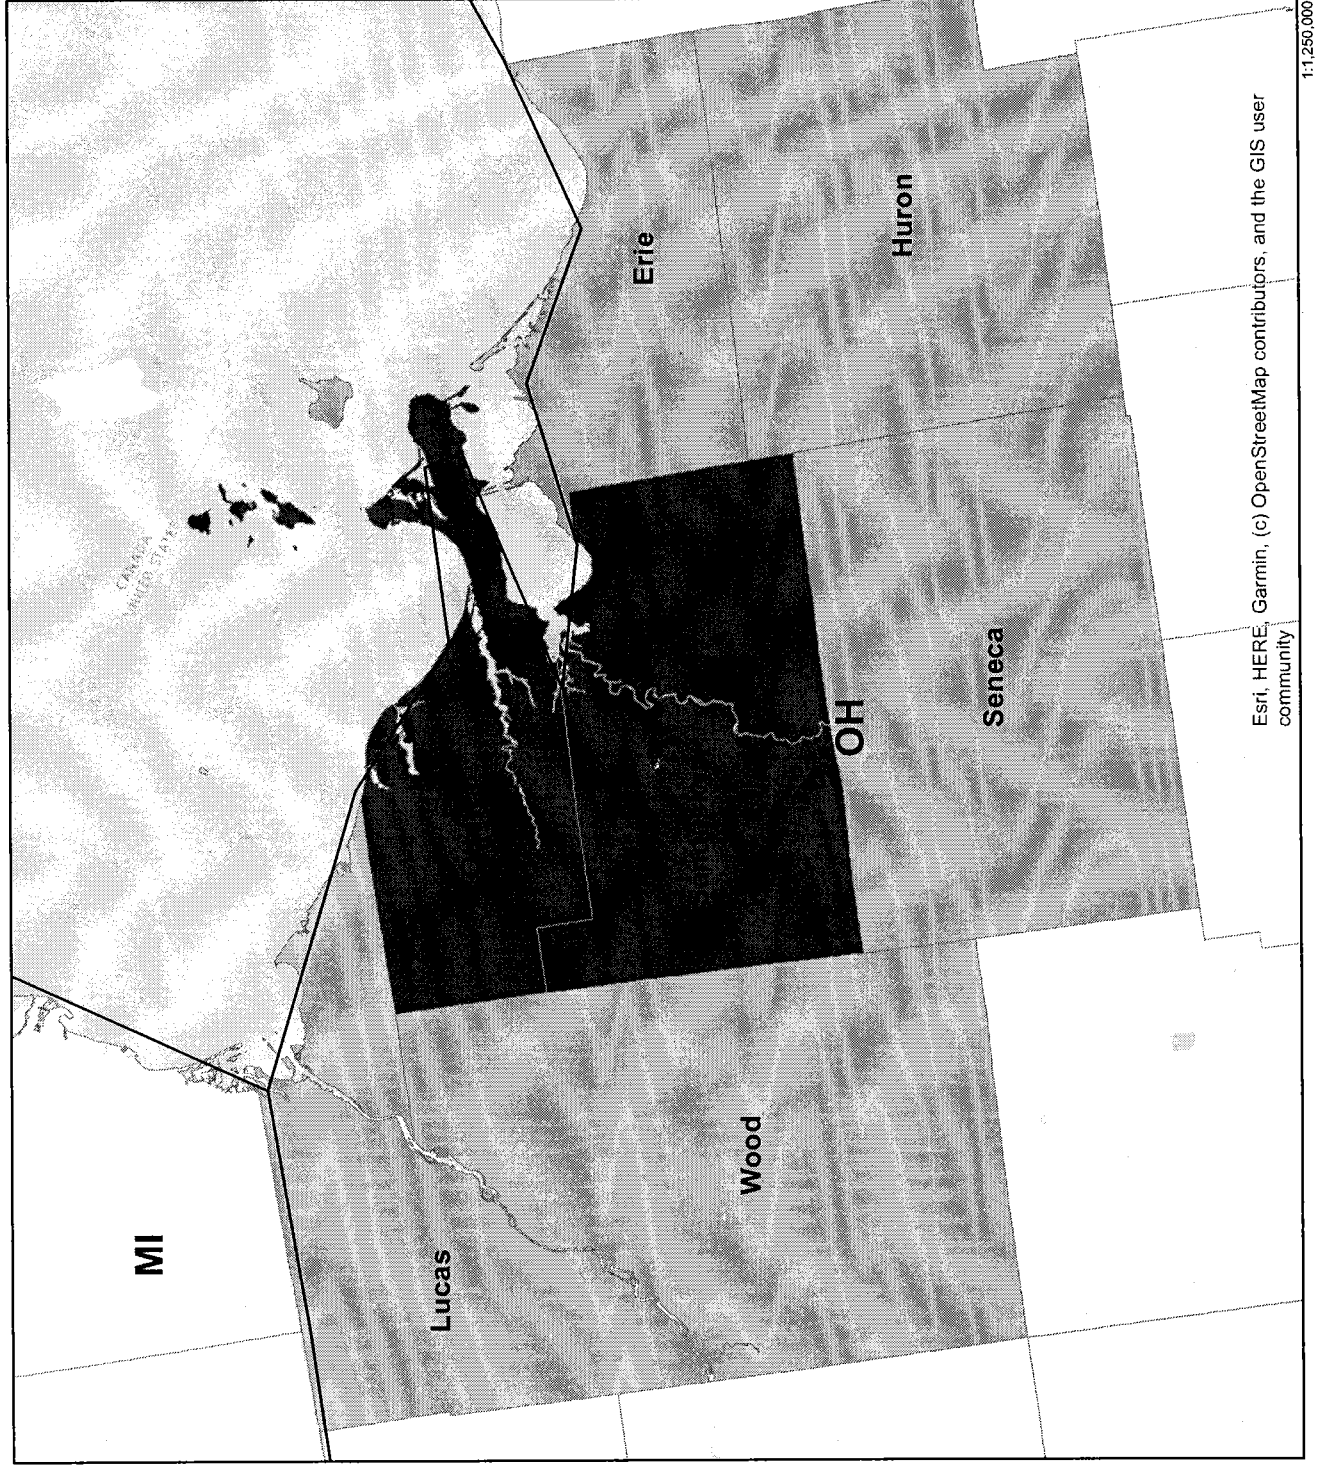 MI
CANADA
UNITED STATES
Lucas
Wood
OH
Seneca
Erie
Huron
Esri, HERE, Garmin, (c) OpenStreetMap contributors, and the GIS user
community
1:1,250,000